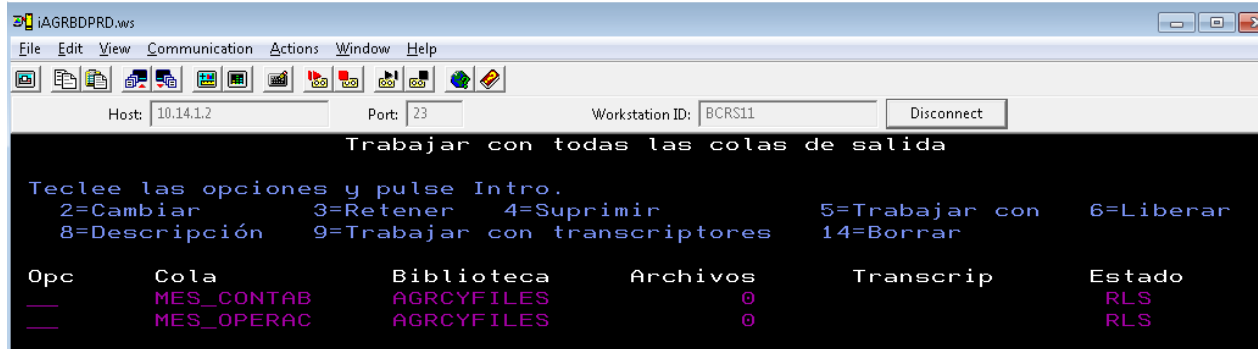 iAGRBDPRD.ws
File Edit View Communication Actions Window Help
Host: 10.14.1.2 Port: 23 Workstation ID: BCRS11 Disconnect
Trabajar con todas las colas de salida
Teclee las opciones y pulse Intro.
2=Cambiar 3=Retener 4=Suprimir 5=Trabajar con 6=Liberar
8=Descripción 9=Trabajar con transcriptores 14=Borrar
Opc Cola Biblioteca Archivos Transcrip Estado
__ MES_CONTAB AGRCYFILES 0 RLS
__ MES_OPERAC AGRCYFILES 0 RLS